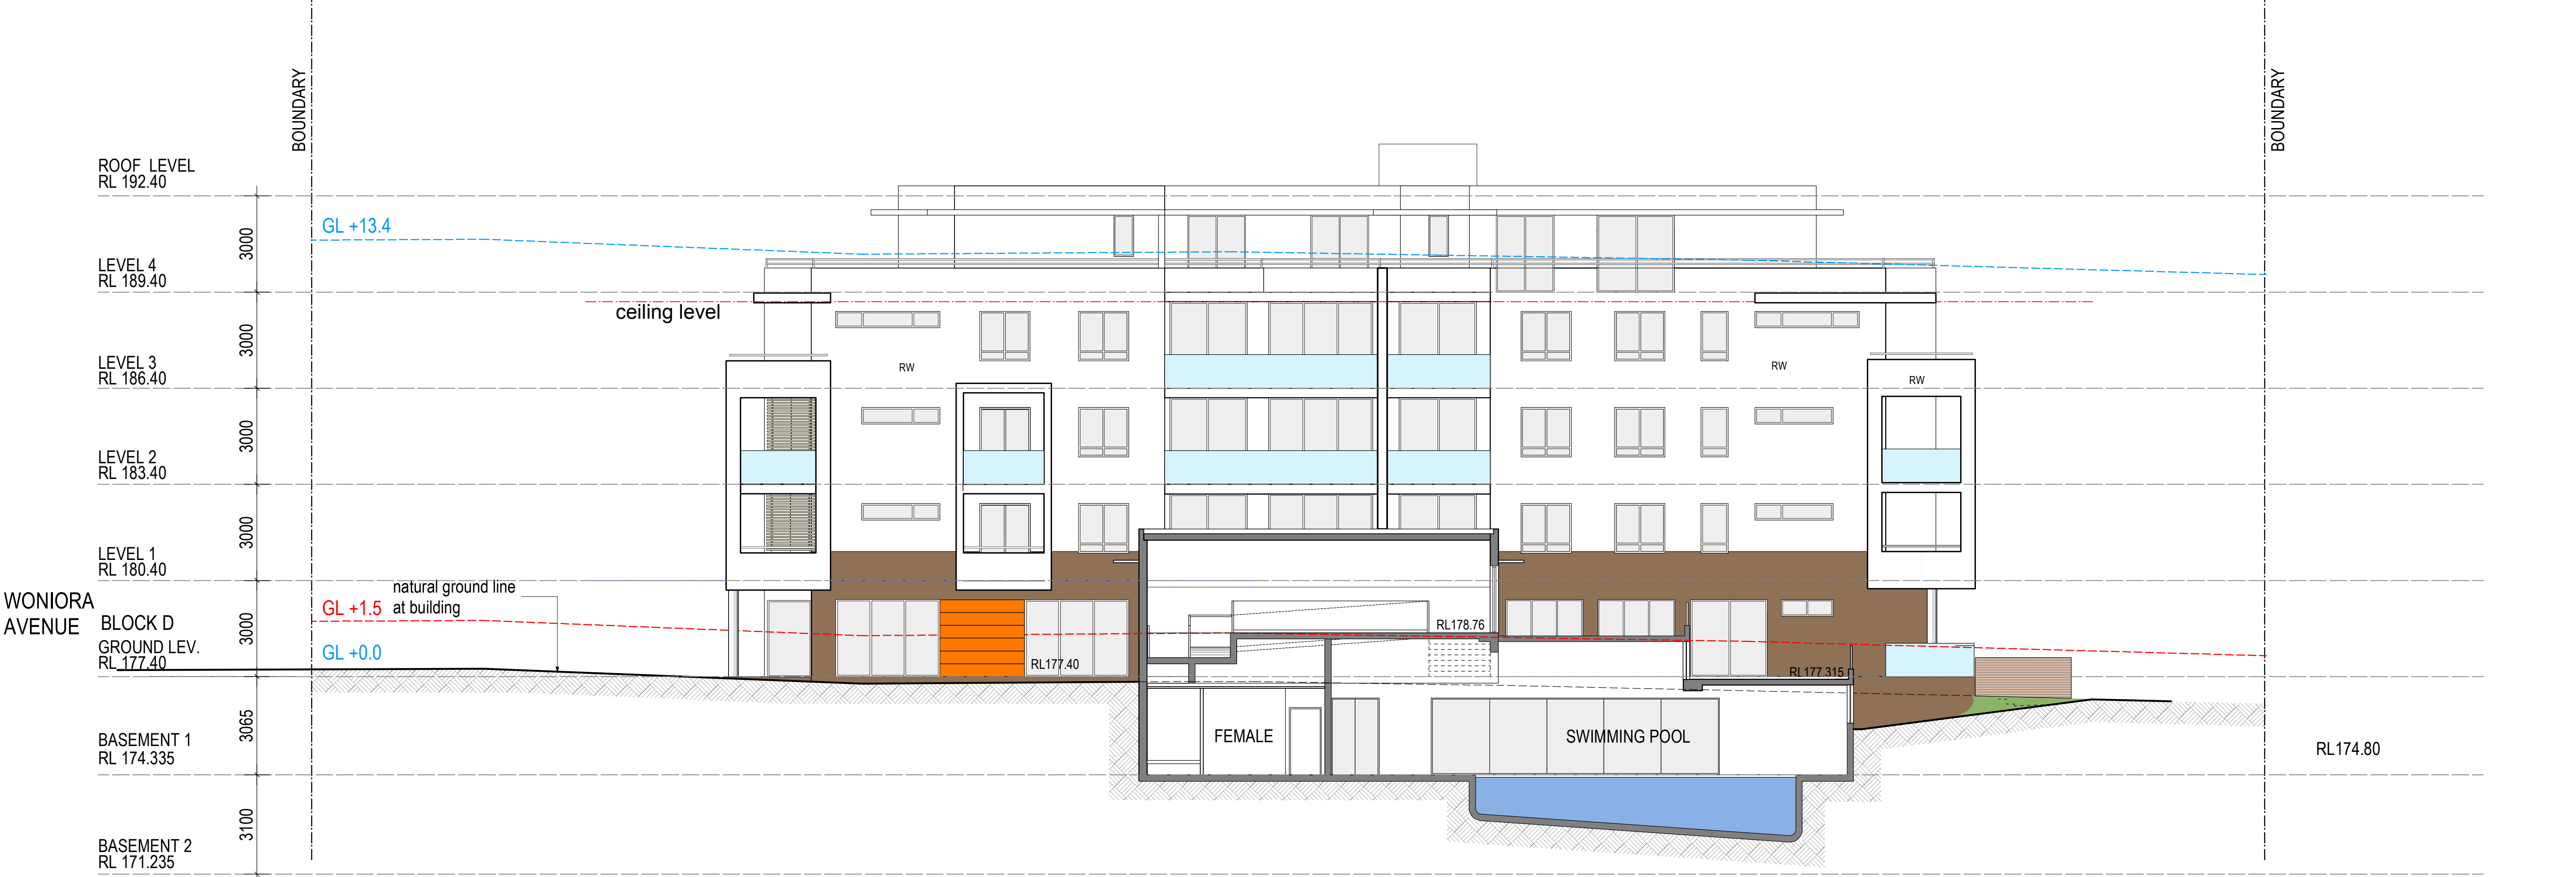 BOUNDARY
BOUNDARY
ROOF LEVEL
RL 192.40
GL +13.4
3000
LEVEL 4
RL 189.40
ceiling level
3000
LEVEL 3
RL 186.40
RW
RW
RW
3000
LEVEL 2
RL 183.40
3000
LEVEL 1
RL 180.40
natural ground line
at building
WONIORA
AVENUE
GL +1.5
BLOCK D
3000
GROUND LEV.
RL 177.40
GL +0.0
RL178.76
RL177.40
RL177.315
3065
BASEMENT 1
RL 174.335
FEMALE
SWIMMING POOL
RL174.80
3100
BASEMENT 2
RL 171.235